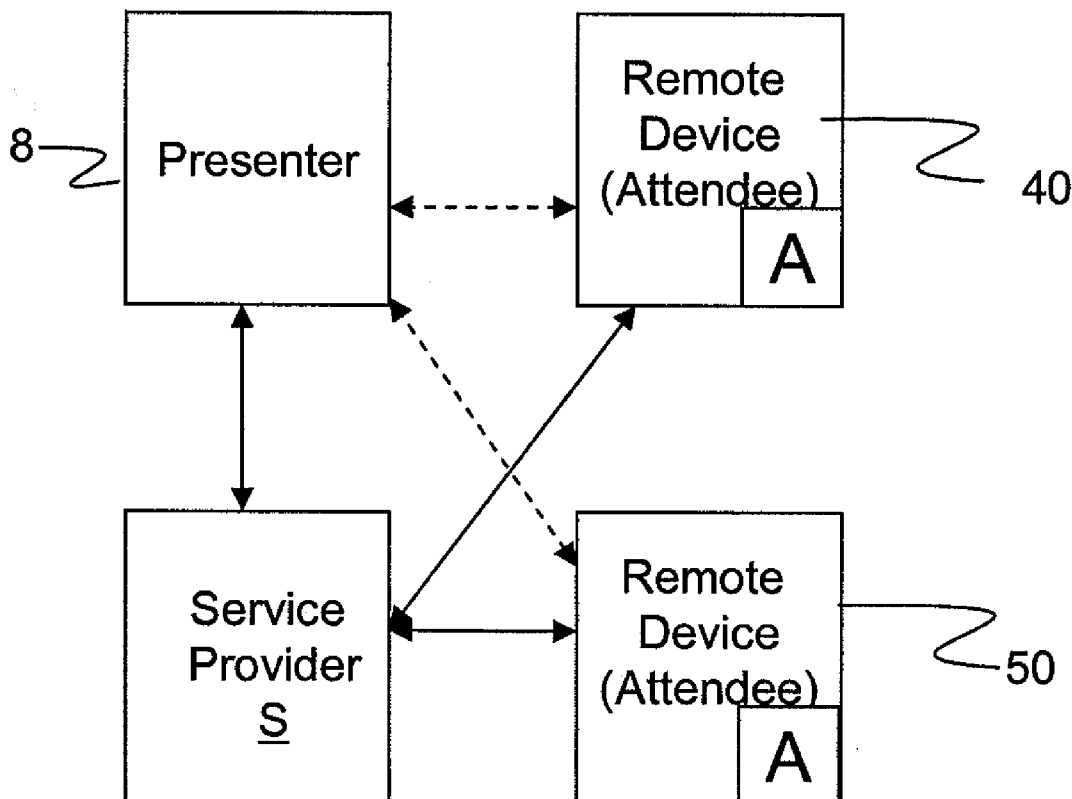 8
Presenter
Remote
Device
(Attendee)
A
40
Service
Provider
S
Remote
Device
(Attendee)
A
50